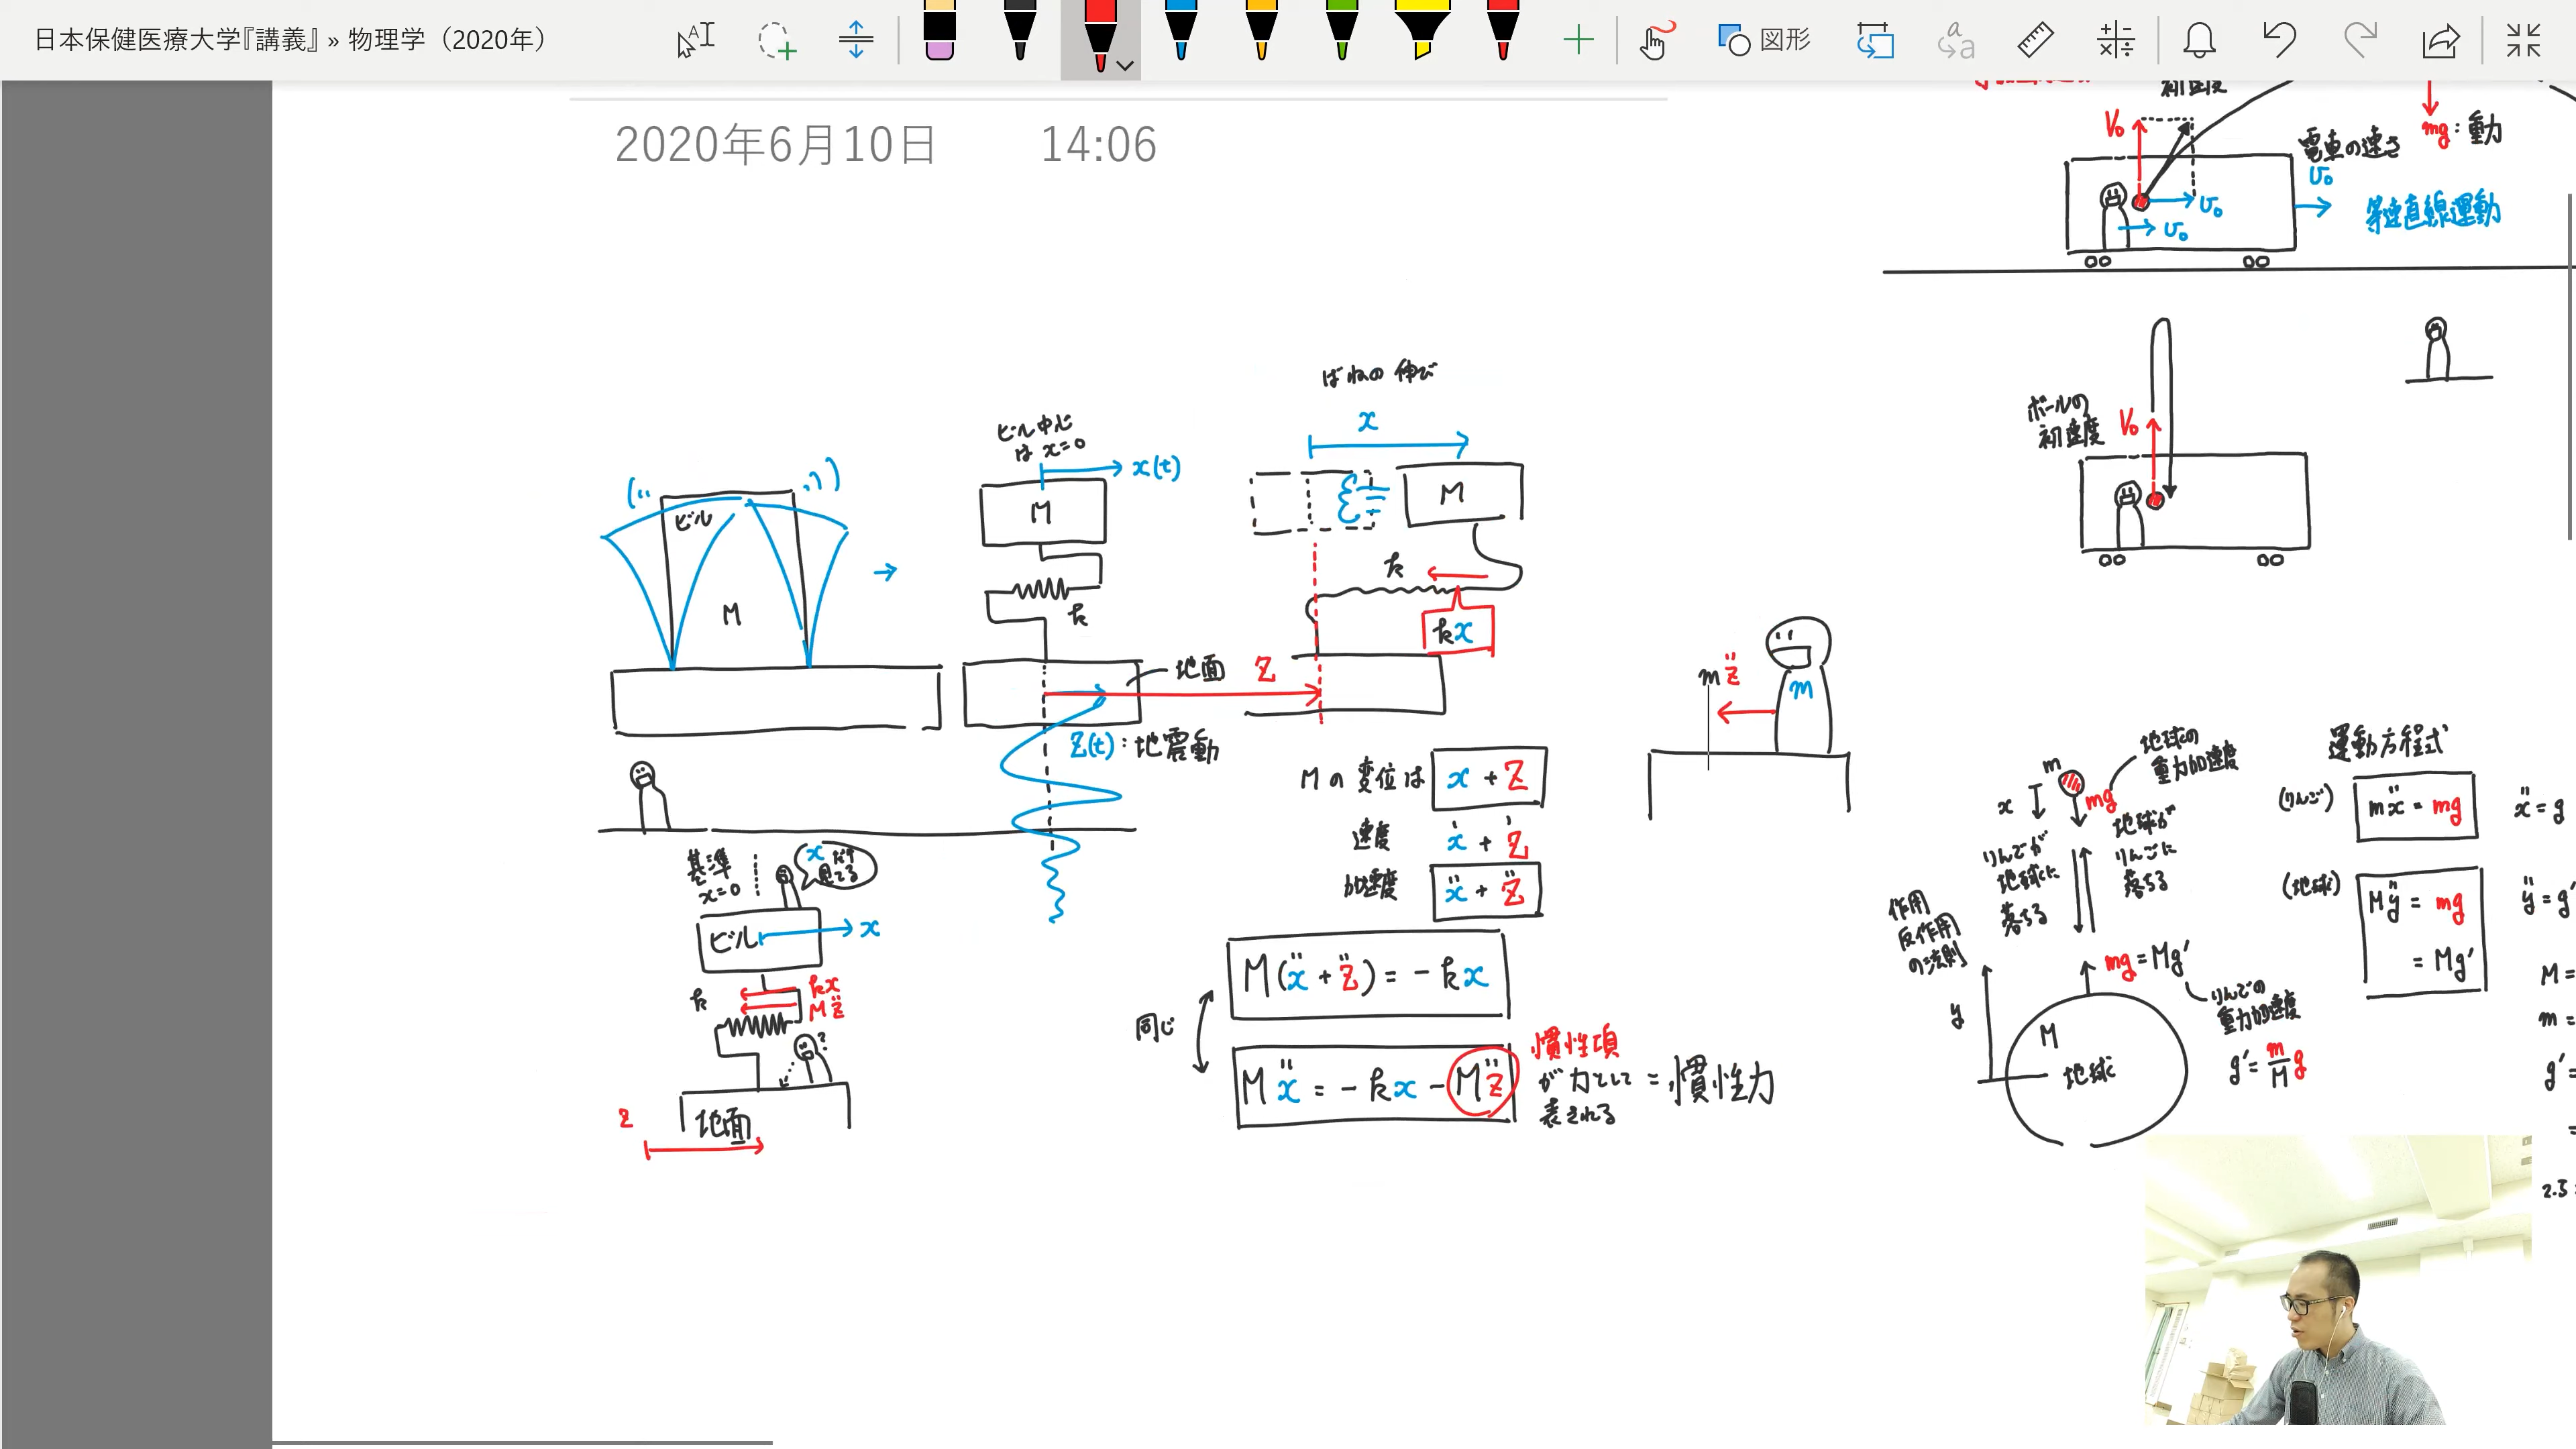 日本保健医療大学『講義』 » 物理学（2020年）
図形
2020年6月10日 14:06
初速度
V₀
mg：動
電車の速さ
v₀
v₀
v₀
等速直線運動
ボールの
初速度
V₀
ばねの伸び
x
ビル中心
は x=0
x(t)
ビル
M
M
M
k
k
kx
地面
Z
Z(t)：地震動
mz̈
m
Mの変位は x + Z
速度 ẋ + Ż
加速度 ẍ + Z̈
基準
x=0
x だけ
見てる
ビル
x
k
kx
Mz̈
?
地面
z
M(ẍ + Z̈) = − kx
同じ
Mẍ = − kx − Mz̈
慣性項
が力として
表される
= 慣性力
m
地球の
重力加速度
x
mg
りんごが
地球に
落ちる
地球が
りんごに
落ちる
作用
反作用
の法則
y
mg = Mg′
りんごの
重力加速度
M
地球
g′ = m/M g
運動方程式
(りんご)
mẍ = mg
ẍ = g
(地球)
Mÿ = mg
= Mg′
ÿ = g′
M =
m =
g′ =
=
2.5